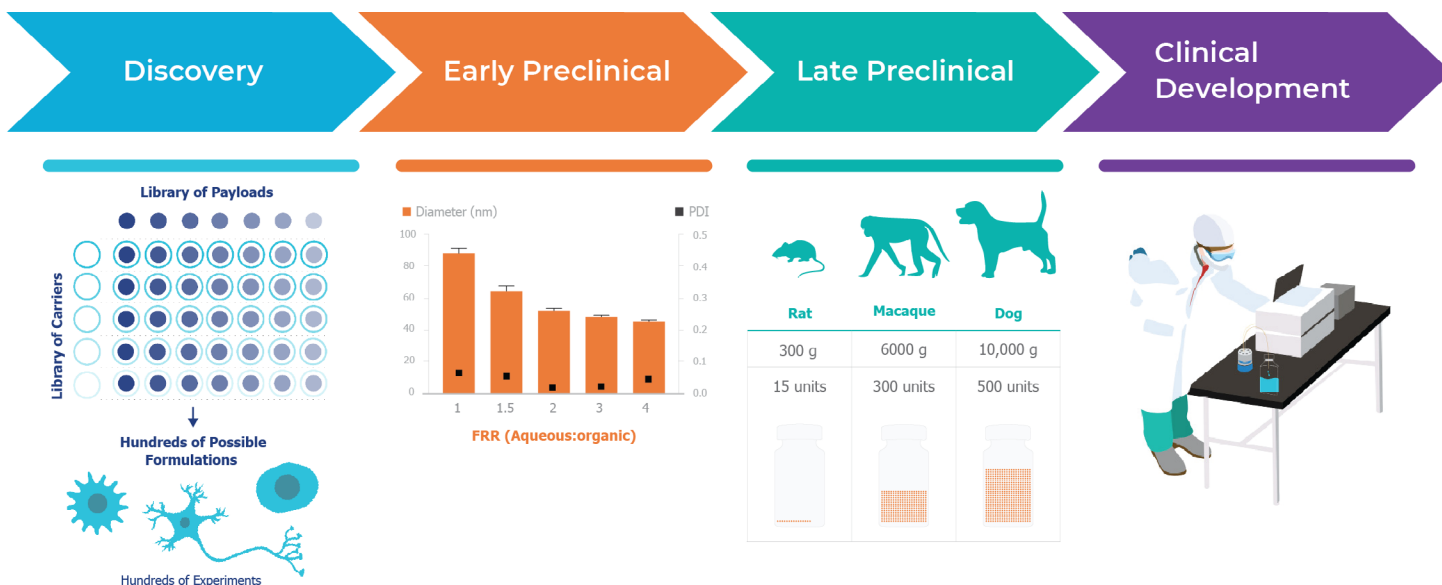 Discovery
Early Preclinical
Late Preclinical
Clinical
Development
Library of Payloads
Library of Carriers
Hundreds of Possible
Formulations
Hundreds of Experiments
Diameter (nm)
PDI
100
80
60
40
20
0
0.5
0.4
0.3
0.2
0.1
0.0
1
1.5
2
3
4
FRR (Aqueous:organic)
Rat
Macaque
Dog
300 g
6000 g
10,000 g
15 units
300 units
500 units